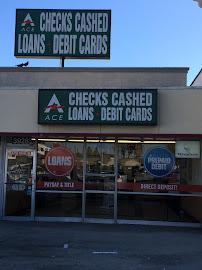 ACE
CHECKS CASHED
LOANS DEBIT CARDS
ACE
CHECKS CASHED
LOANS DEBIT CARDS
LOANS
PAYDAY & TITLE
PREPAID
DEBIT
DIRECT DEPOSIT!